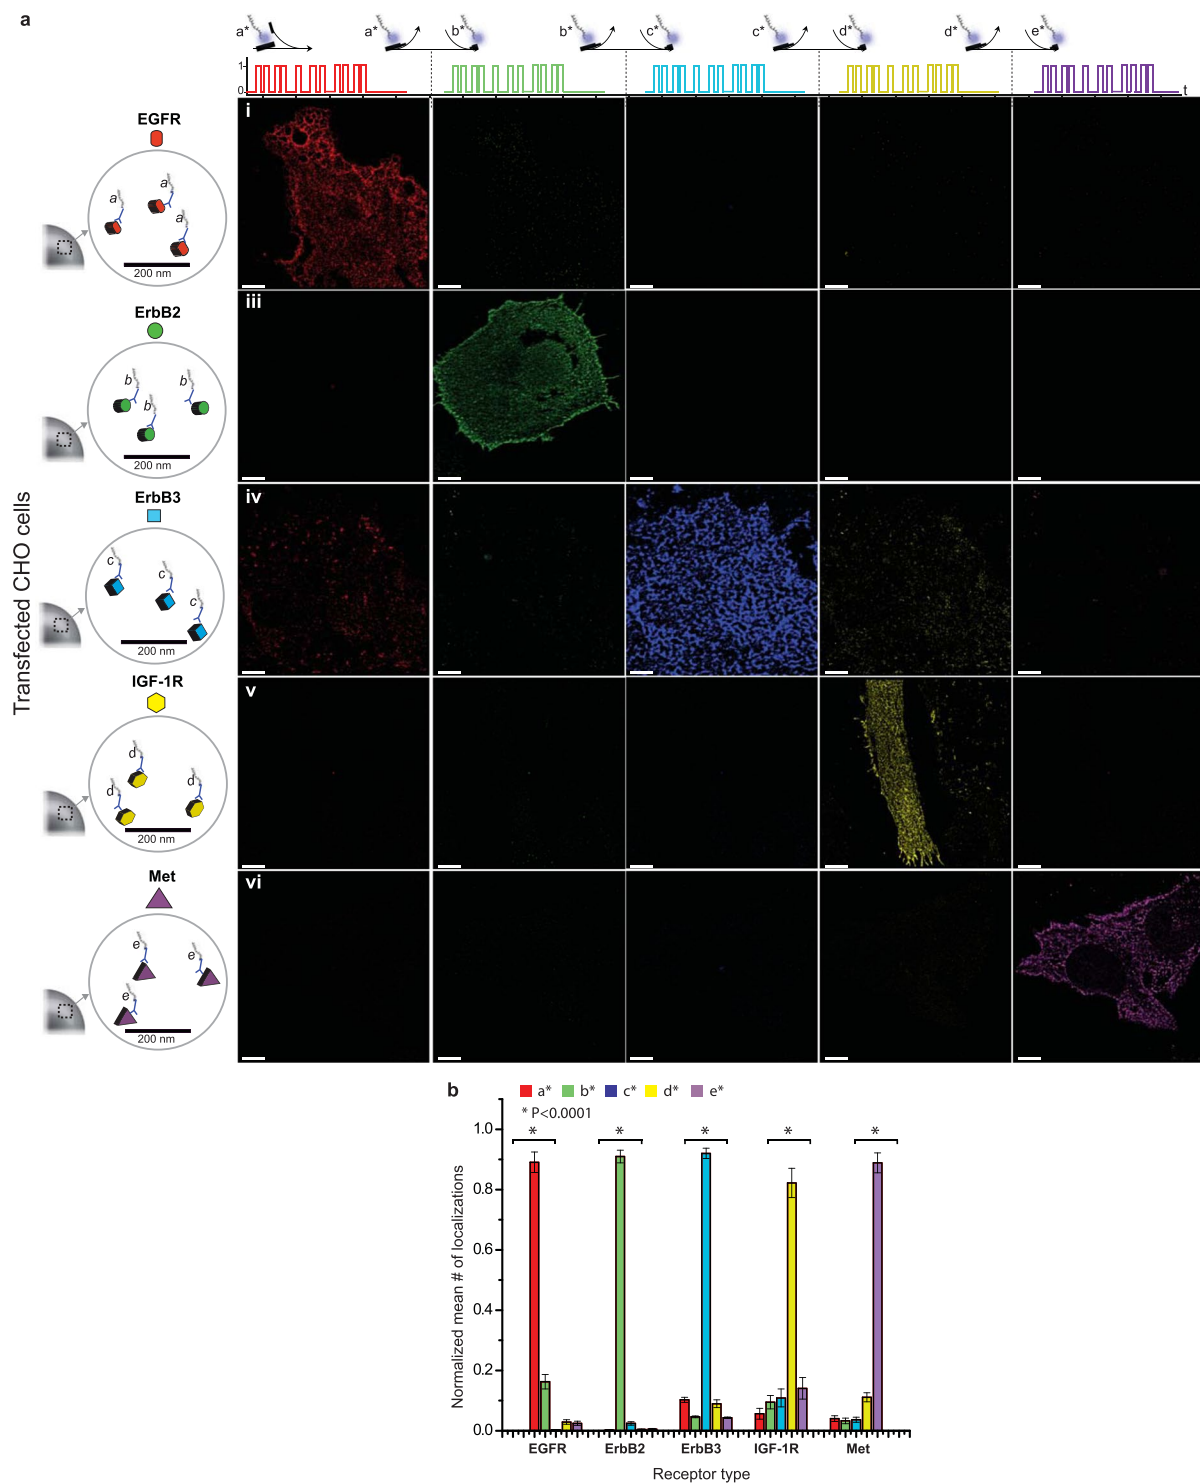 a
a* a* b* b* c* c* d* d* e*
1
0
t
Transfected CHO cells
EGFR
a a a
200 nm
i
ErbB2
b b b
200 nm
iii
ErbB3
c c c
200 nm
iv
IGF-1R
d d d
200 nm
v
Met
e e e
200 nm
vi
b
a* b* c* d* e*
* P<0.0001
* * * * *
Normalized mean # of localizations
1.0
0.8
0.6
0.4
0.2
0.0
EGFR ErbB2 ErbB3 IGF-1R Met
Receptor type